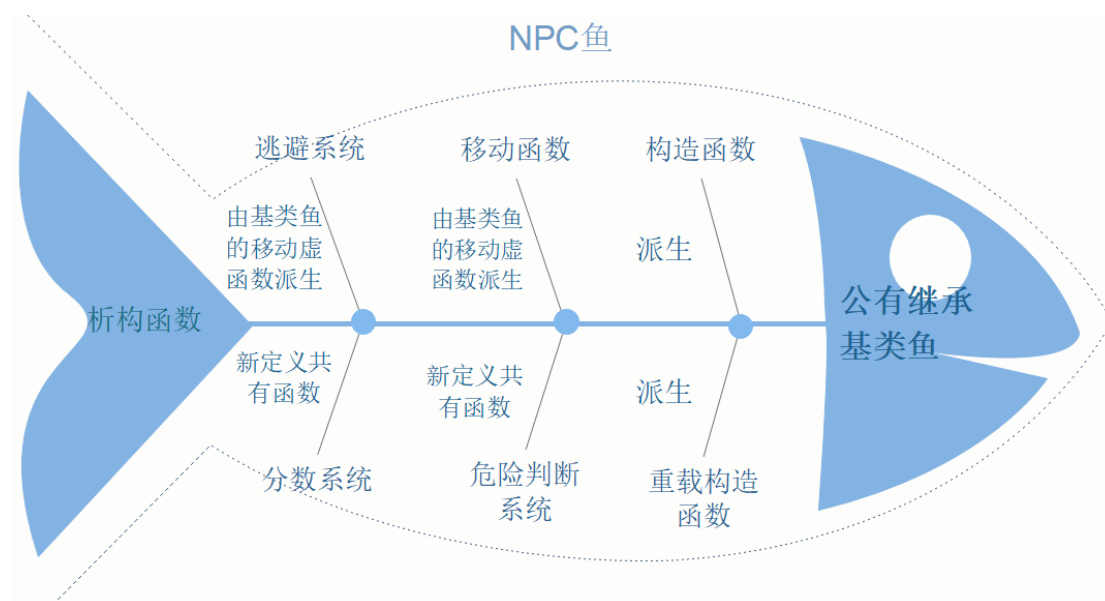 NPC鱼
逃避系统
移动函数
构造函数
由基类鱼
的移动虚
函数派生
由基类鱼
的移动虚
函数派生
派生
析构函数
公有继承
基类鱼
新定义共
有函数
新定义共
有函数
派生
分数系统
危险判断
系统
重载构造
函数